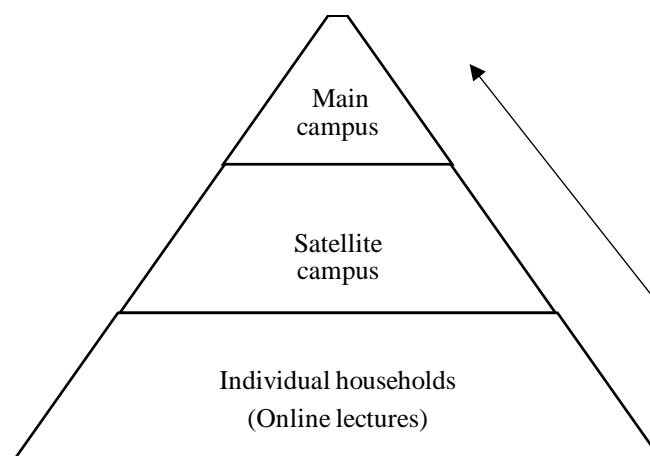 Main
campus
Satellite
campus
Individual households
(Online lectures)